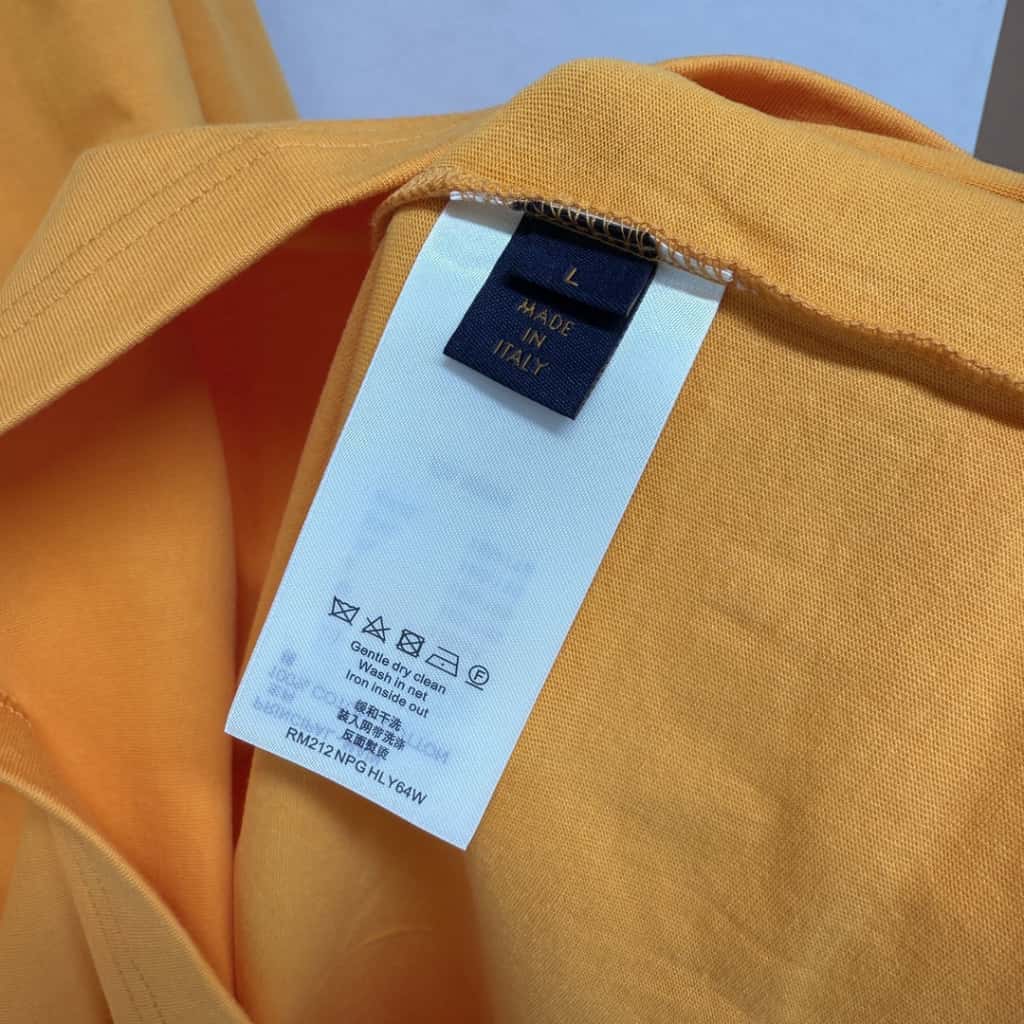 L
MADE
IN
ITALY
Gentle dry clean
Wash in net
Iron inside out
缓和干洗
装入网带洗涤
反面熨烫
RM212 NPG HLY64W